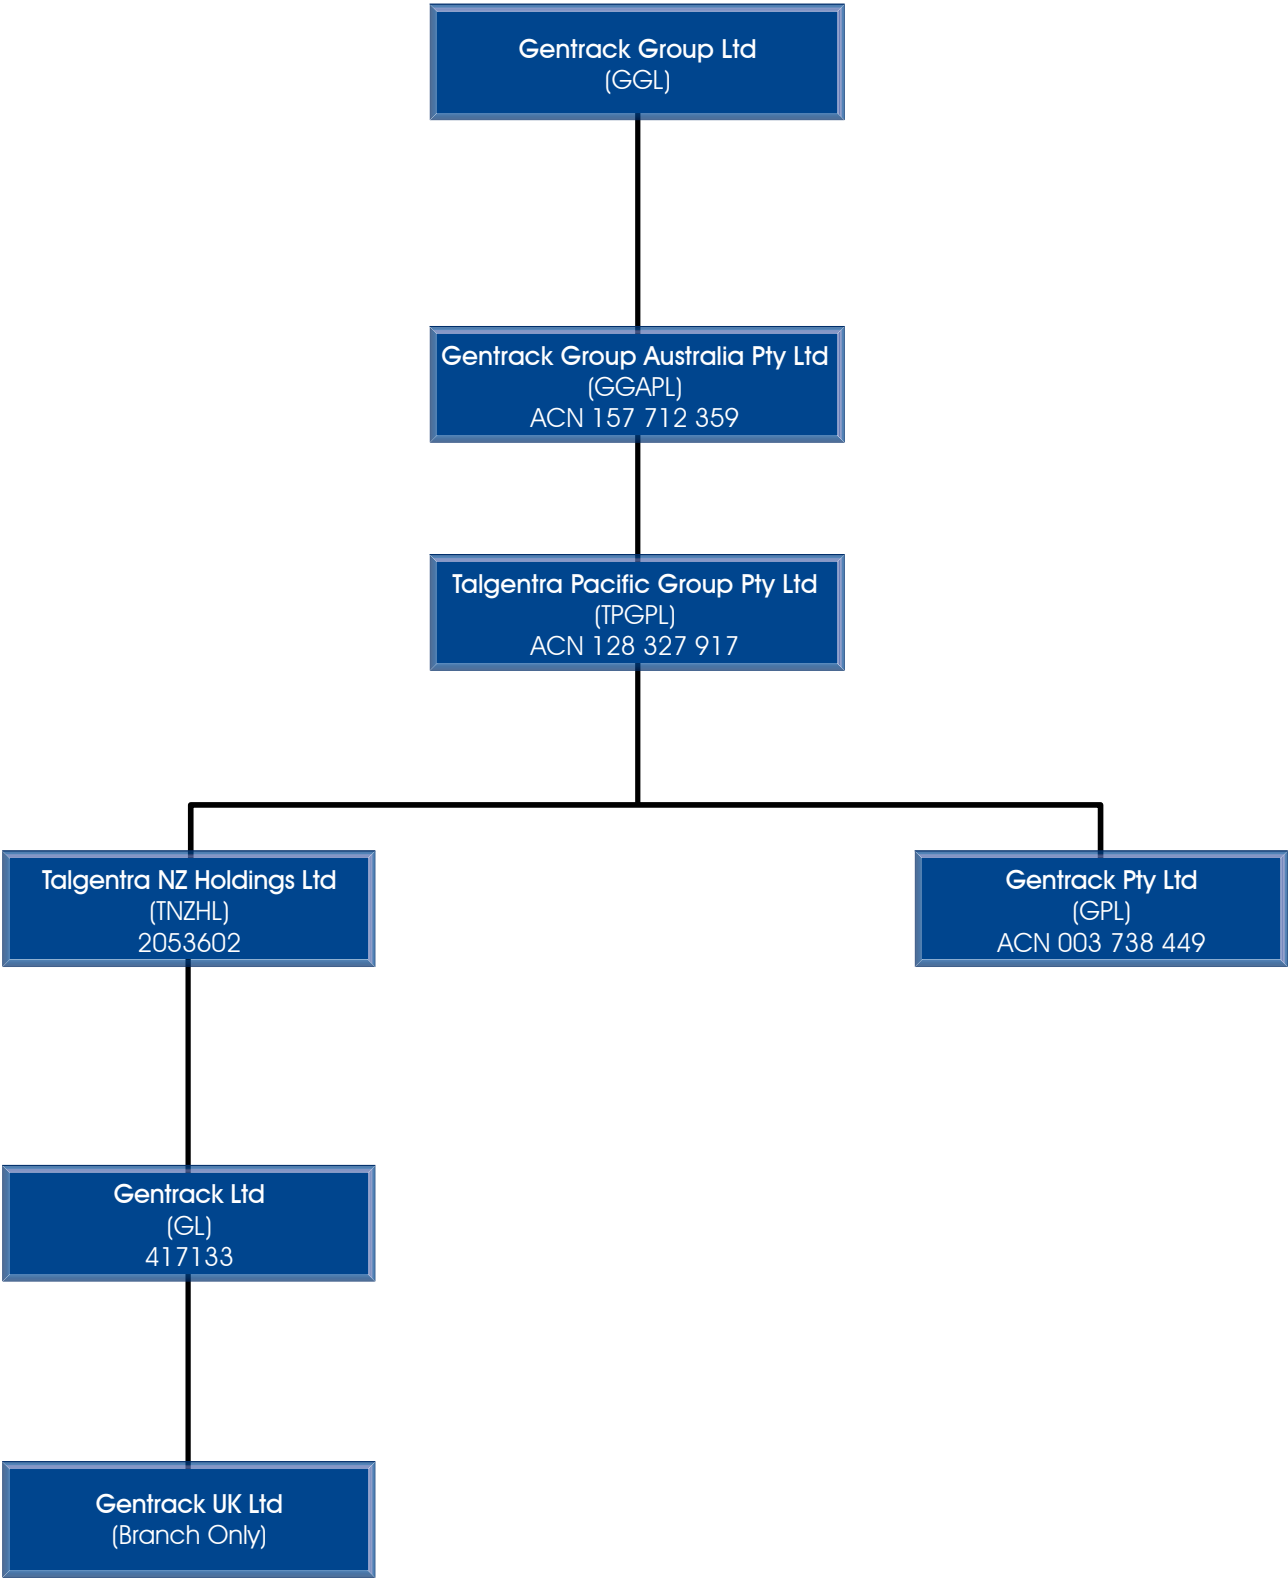 Gentrack Group Ltd
(GGL)
Gentrack Group Australia Pty Ltd
(GGAPL)
ACN 157 712 359
Talgentra Pacific Group Pty Ltd
(TPGPL)
ACN 128 327 917
Talgentra NZ Holdings Ltd
(TNZHL)
2053602
Gentrack Pty Ltd
(GPL)
ACN 003 738 449
Gentrack Ltd
(GL)
417133
Gentrack UK Ltd
(Branch Only)